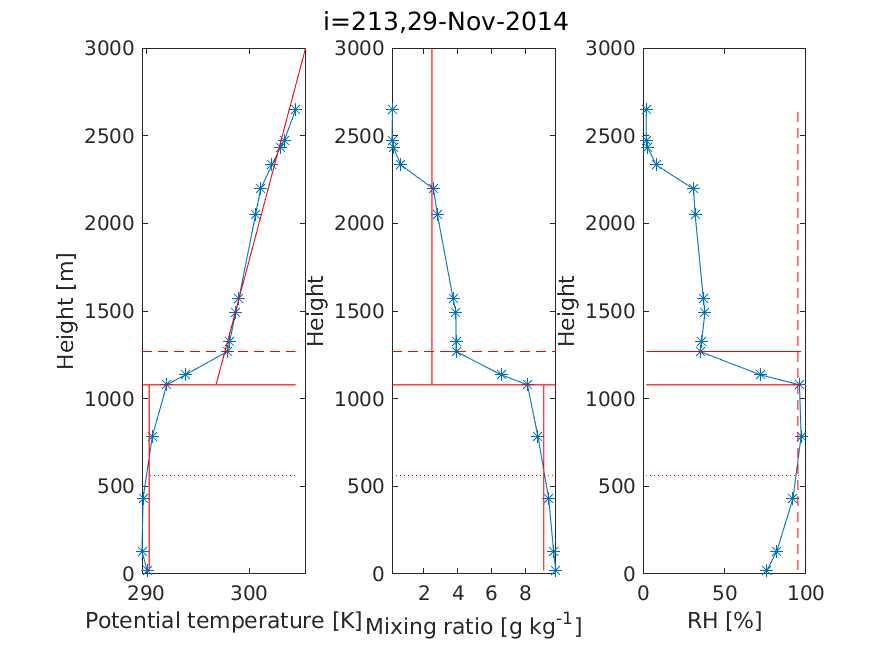 i=213,29-Nov-2014
3000
2500
2000
1500
1000
500
0
290 300
Height [m]
Potential temperature [K]
3000
2500
2000
1500
1000
500
0
2 4 6 8
Height
Mixing ratio [g kg-1]
3000
2500
2000
1500
1000
500
0
0 50 100
Height
RH [%]